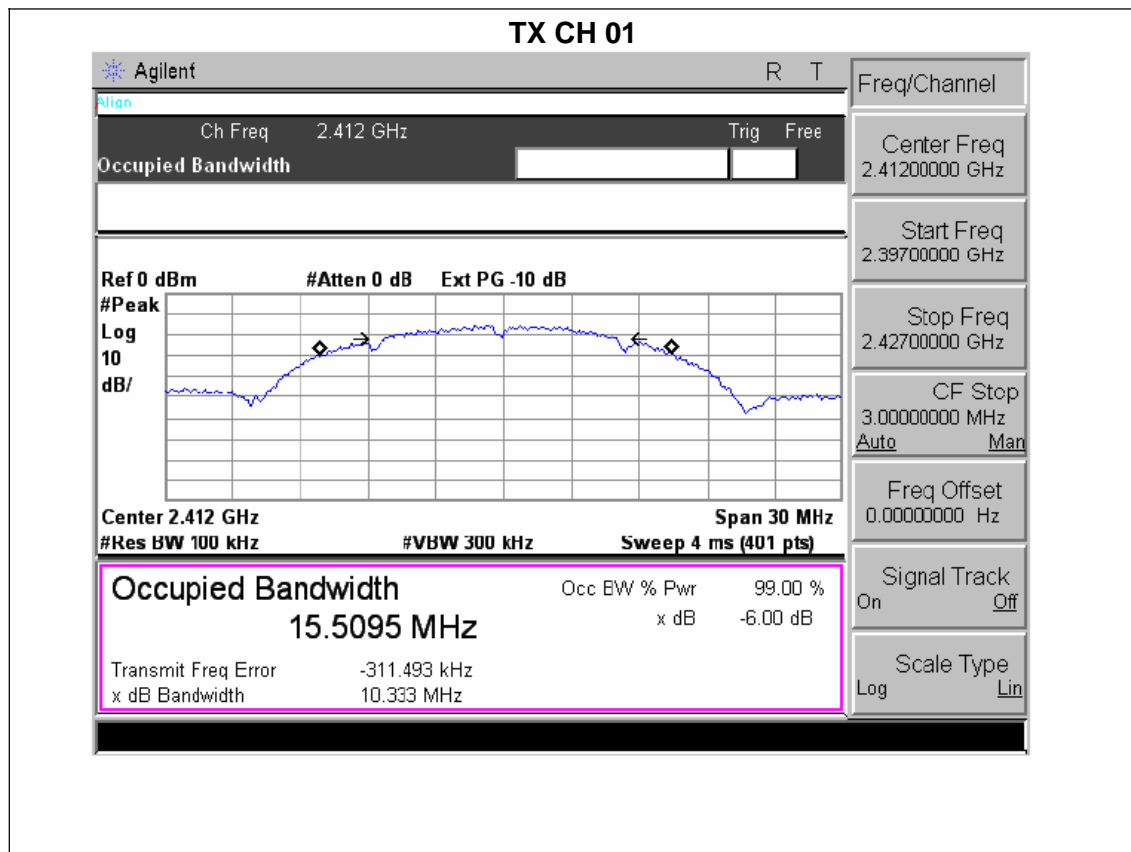 TX CH 01
Agilent R T
Align
Ch Freq 2.412 GHz Trig Free
Occupied Bandwidth
Ref 0 dBm #Atten 0 dB Ext PG -10 dB
#Peak
Log
10
dB/
Center 2.412 GHz Span 30 MHz
#Res BW 100 kHz #VBW 300 kHz Sweep 4 ms (401 pts)
Occupied Bandwidth Occ BW % Pwr 99.00 %
15.5095 MHz x dB -6.00 dB
Transmit Freq Error -311.493 kHz
x dB Bandwidth 10.333 MHz
Freq/Channel
Center Freq
2.41200000 GHz
Start Freq
2.39700000 GHz
Stop Freq
2.42700000 GHz
CF Stop
3.00000000 MHz
Auto Man
Freq Offset
0.00000000 Hz
Signal Track
On Off
Scale Type
Log Lin